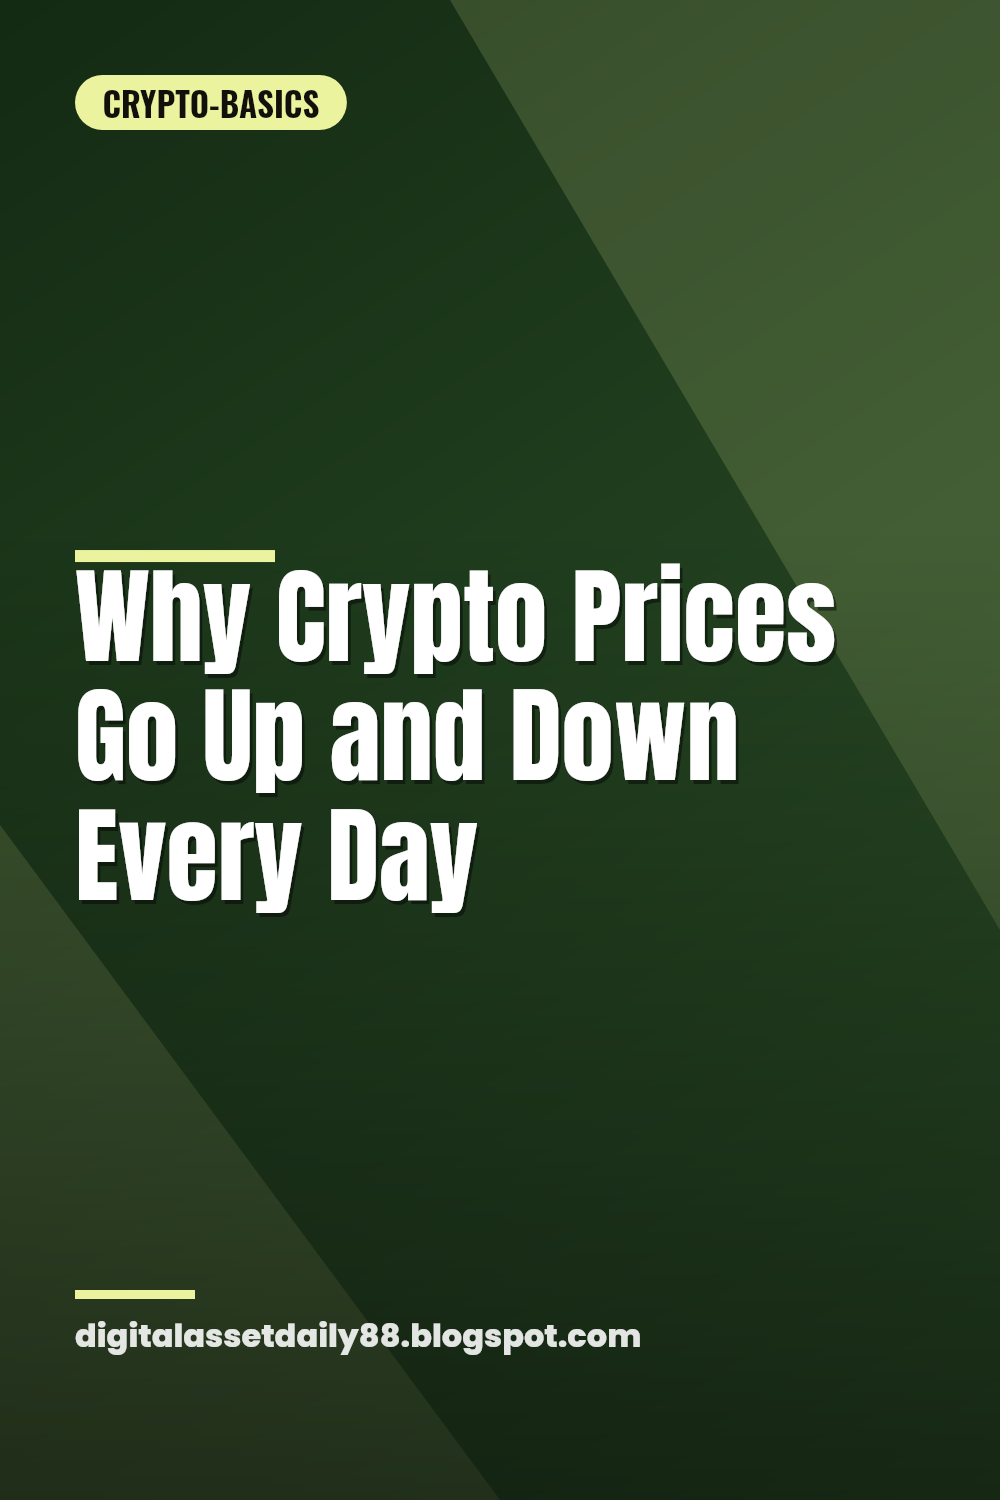 CRYPTO-BASICS
Why Crypto Prices
Go Up and Down
Every Day
digitalassetdaily88.blogspot.com